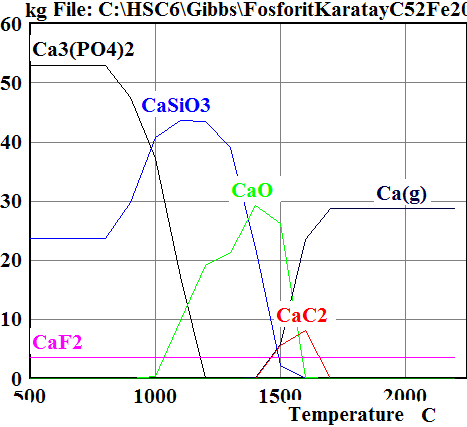 kg File: C:\HSC6\Gibbs\FosforitKaratayC52Fe20
60
Ca3(PO4)2
50
CaSiO3
40
CaO
Ca(g)
30
20
CaC2
10
CaF2
0
500 1000 1500 2000
Temperature C